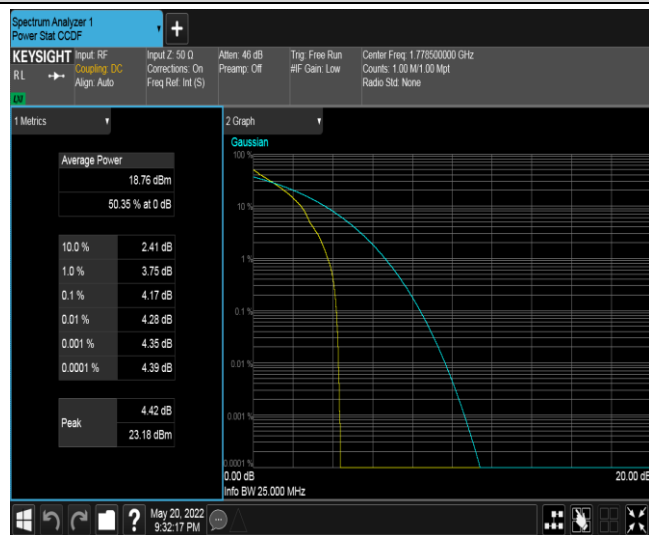 Spectrum Analyzer 1
Power Stat CCDF
+
KEYSIGHT Input: RF Input Z: 50 Ω Atten: 46 dB Trig: Free Run Center Freq: 1.778500000 GHz
RL Coupling: DC Corrections: On Preamp: Off #IF Gain: Low Counts: 1.00 M/1.00 Mpt
Align: Auto Freq Ref: Int (S) Radio Std: None
LNI
1 Metrics
2 Graph
Average Power
18.76 dBm
50.35 % at 0 dB
10.0 % 2.41 dB
1.0 % 3.75 dB
0.1 % 4.17 dB
0.01 % 4.28 dB
0.001 % 4.35 dB
0.0001 % 4.39 dB
Peak 4.42 dB
23.18 dBm
Gaussian
100 %
10 %
1 %
0.1 %
0.01 %
0.001 %
0.0001 %
0.00 dB 20.00 dB
Info BW 25.000 MHz
? May 20, 2022
9:32:17 PM